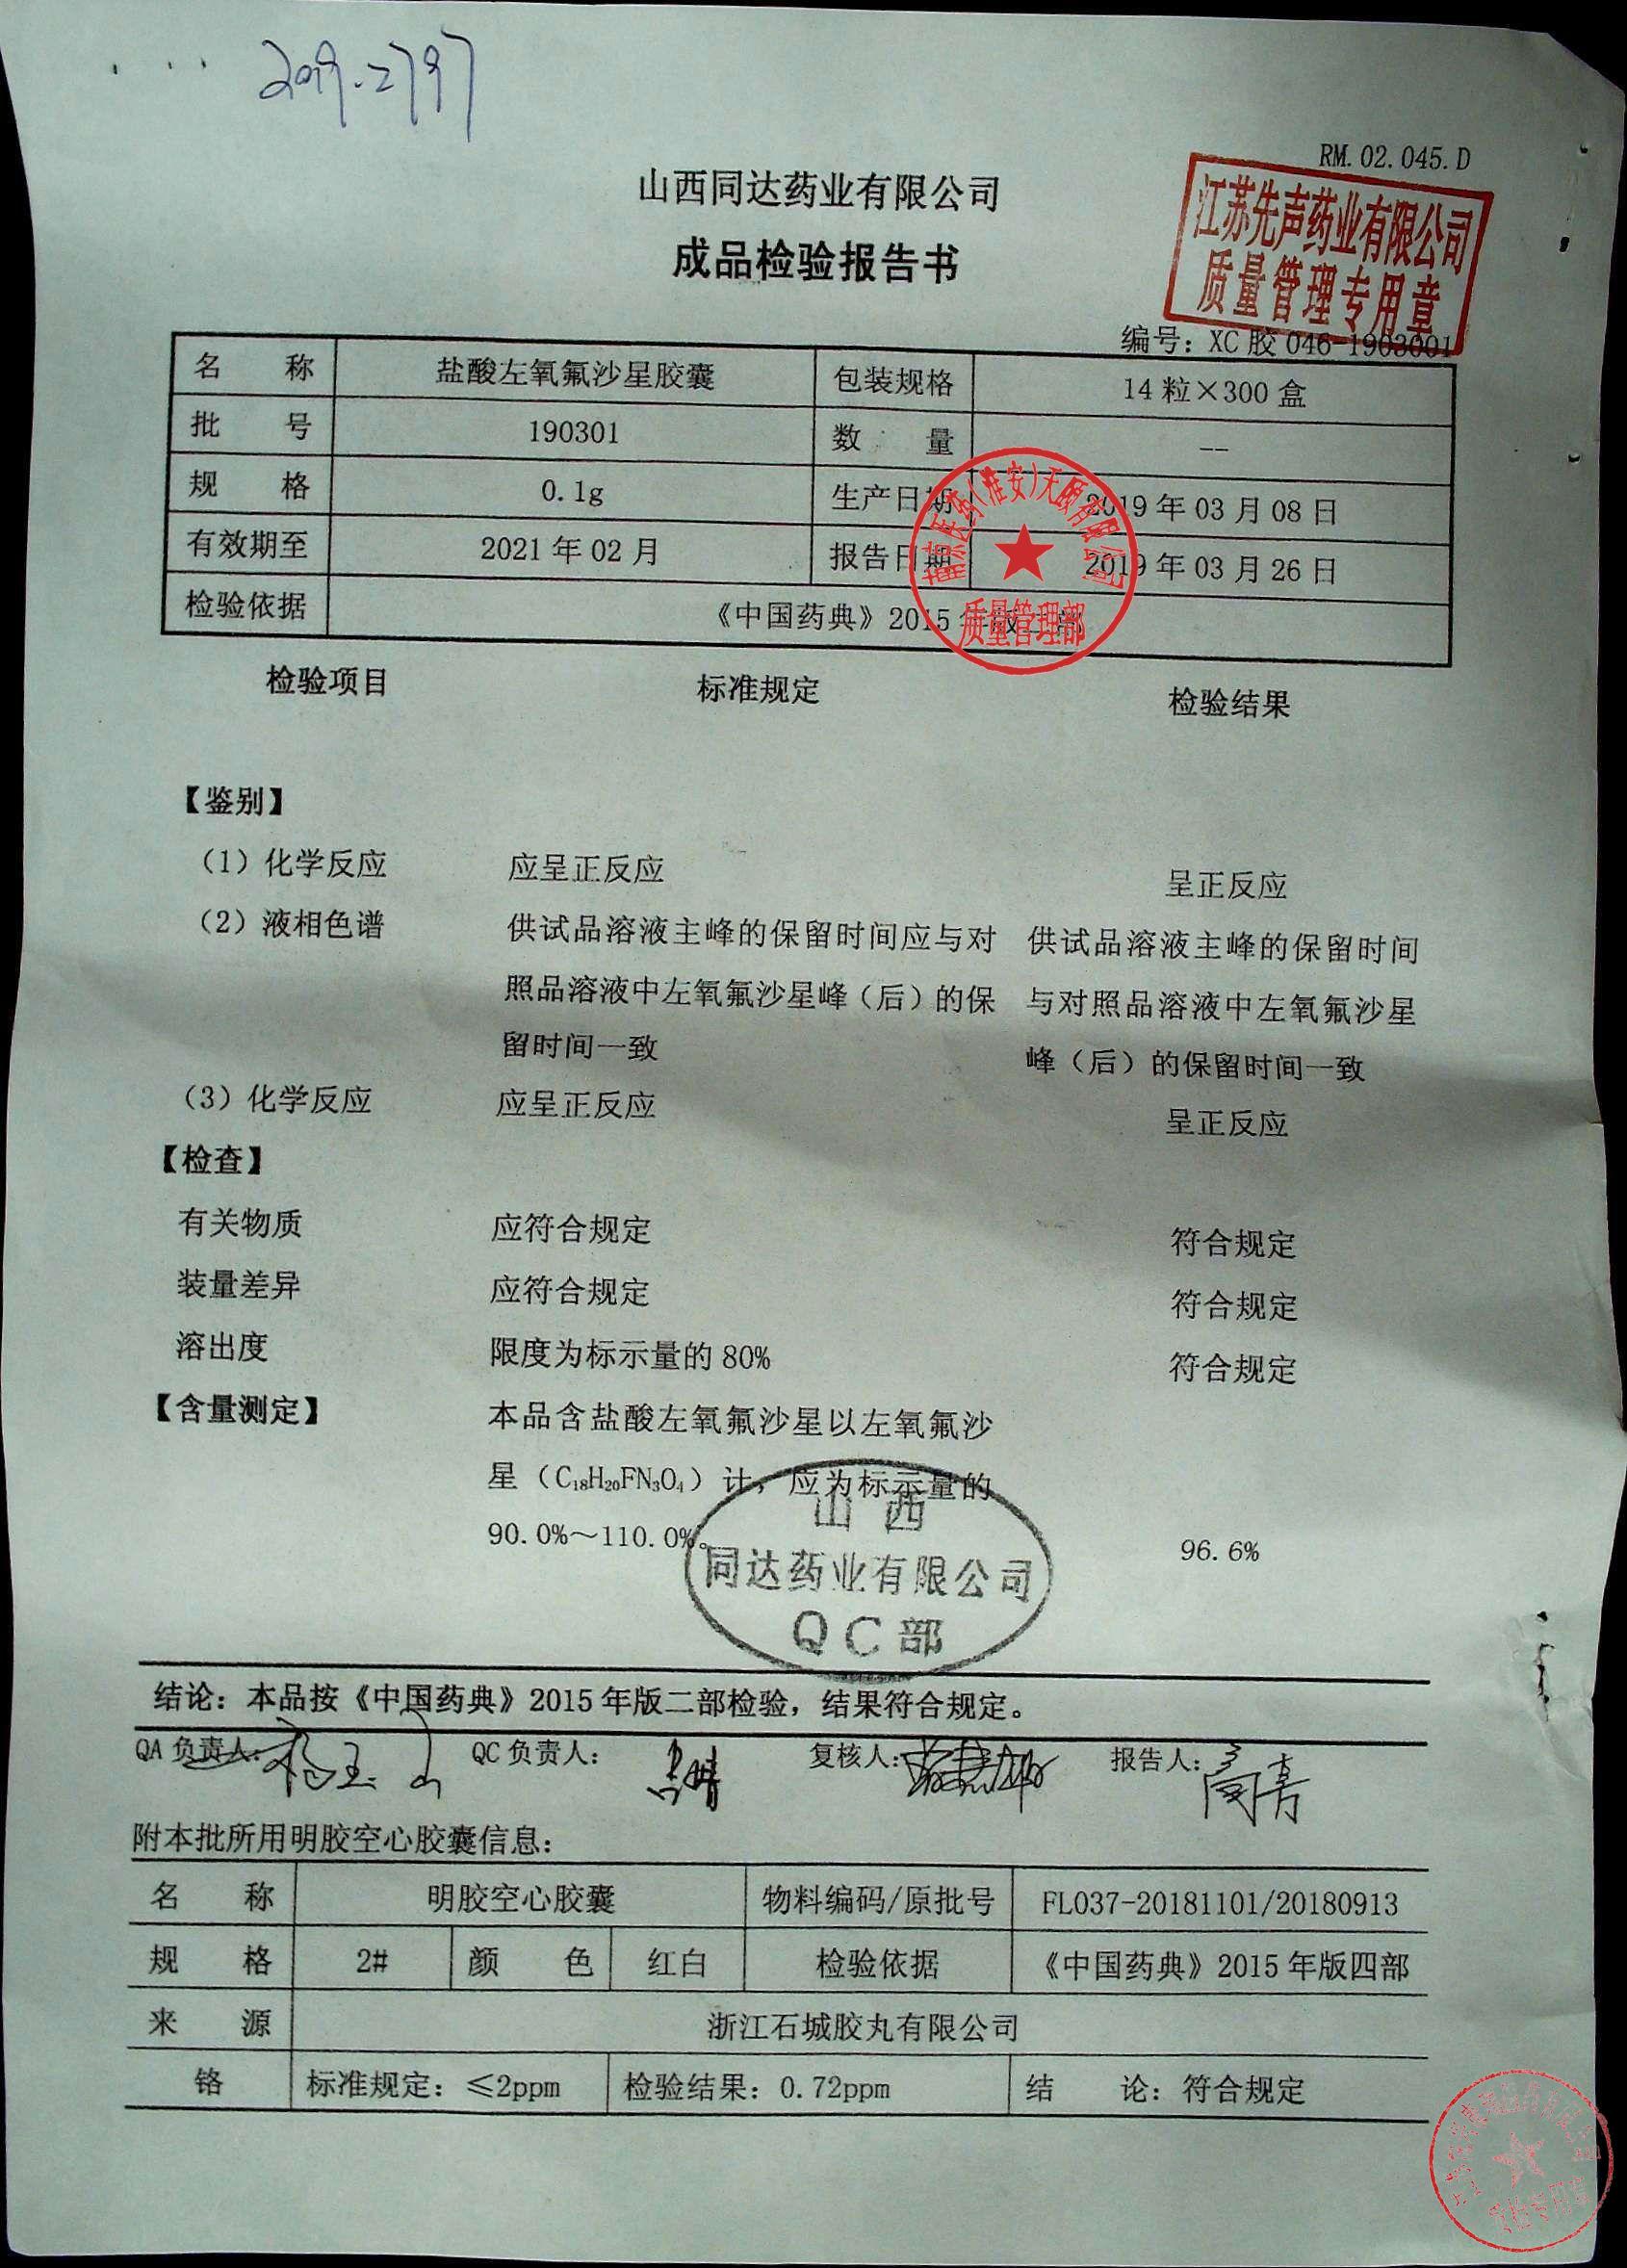 2019.2797
RM.02.045.D
山西同达药业有限公司
成品检验报告书
江苏先声药业有限公司
质量管理专用章
编号：XC胶046-1903001
名 称 盐酸左氧氟沙星胶囊 包装规格 14粒×300盒
批 号 190301 数 量 --
规 格 0.1g 生产日期 2019年03月08日
有效期至 2021年02月 报告日期 2019年03月26日
检验依据 《中国药典》2015年版二部
(淮安)天颐有限公司
质量管理部
检验项目 标准规定 检验结果
【鉴别】
（1）化学反应 应呈正反应 呈正反应
（2）液相色谱 供试品溶液主峰的保留时间应与对 供试品溶液主峰的保留时间
照品溶液中左氧氟沙星峰（后）的保 与对照品溶液中左氧氟沙星
留时间一致 峰（后）的保留时间一致
（3）化学反应 应呈正反应 呈正反应
【检查】
有关物质 应符合规定 符合规定
装量差异 应符合规定 符合规定
溶出度 限度为标示量的80% 符合规定
【含量测定】 本品含盐酸左氧氟沙星以左氧氟沙
星（C₁₈H₂₀FN₃O₄）计，应为标示量的
90.0%～110.0%。 96.6%
山西
同达药业有限公司
QC部
结论：本品按《中国药典》2015年版二部检验，结果符合规定。
QA负责人： QC负责人： 复核人： 报告人：
附本批所用明胶空心胶囊信息：
名 称 明胶空心胶囊 物料编码/原批号 FL037-20181101/20180913
规 格 2# 颜 色 红白 检验依据 《中国药典》2015年版四部
来 源 浙江石城胶丸有限公司
铬 标准规定：≤2ppm 检验结果：0.72ppm 结 论：符合规定